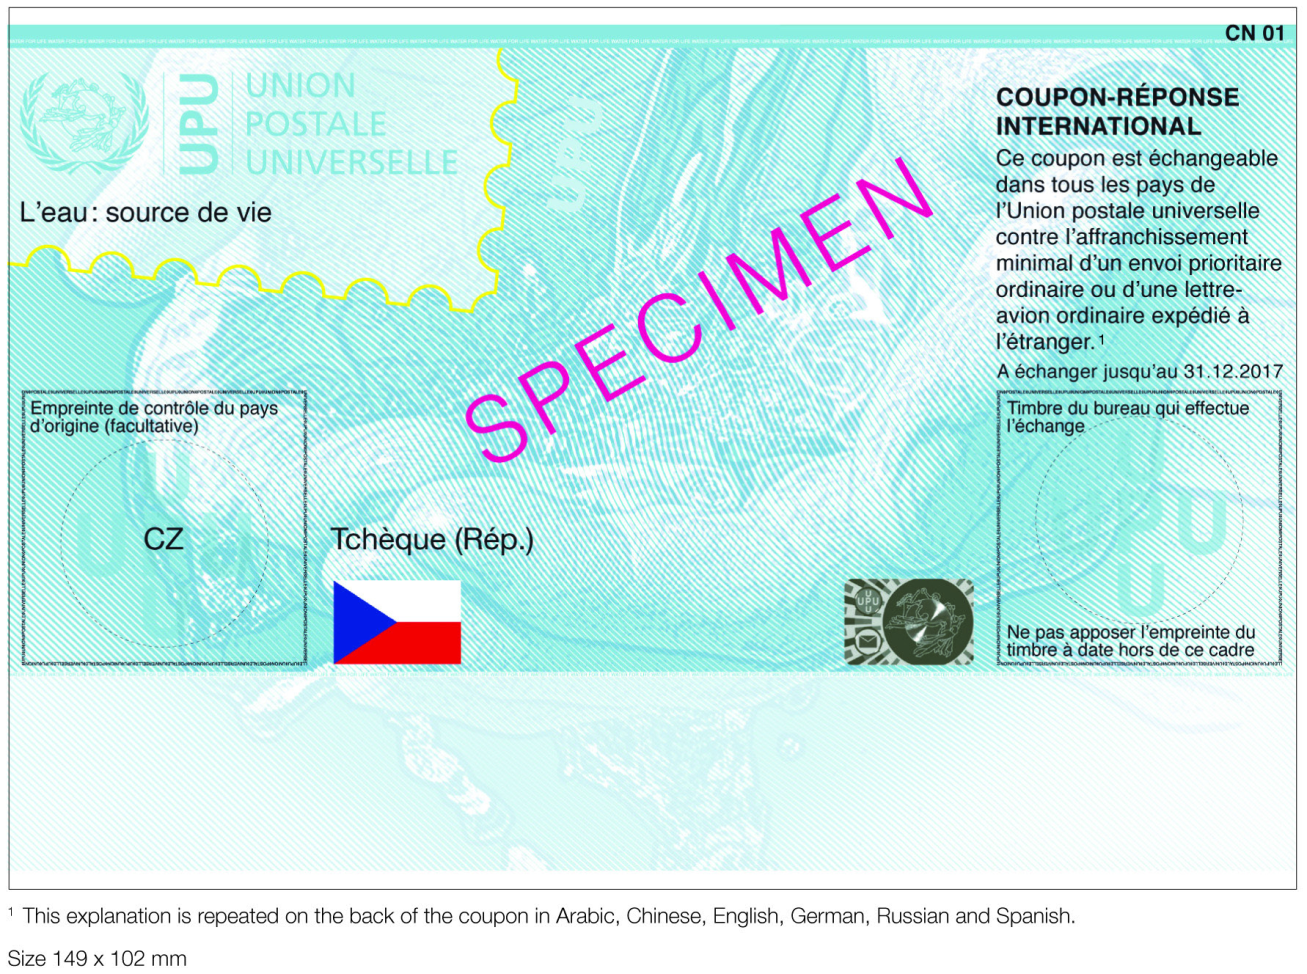 CN 01
UPU
UNION
POSTALE
UNIVERSELLE
L'eau: source de vie
UPU
COUPON-RÉPONSE
INTERNATIONAL
Ce coupon est échangeable
dans tous les pays de
l'Union postale universelle
contre l'affranchissement
minimal d'un envoi prioritaire
ordinaire ou d'une lettre-
avion ordinaire expédié à
l'étranger.¹
A échanger jusqu'au 31.12.2017
SPECIMEN
Empreinte de contrôle du pays
d'origine (facultative)
CZ
Tchèque (Rép.)
UPU
Timbre du bureau qui effectue
l'échange
Ne pas apposer l'empreinte du
timbre à date hors de ce cadre
¹ This explanation is repeated on the back of the coupon in Arabic, Chinese, English, German, Russian and Spanish.
Size 149 x 102 mm